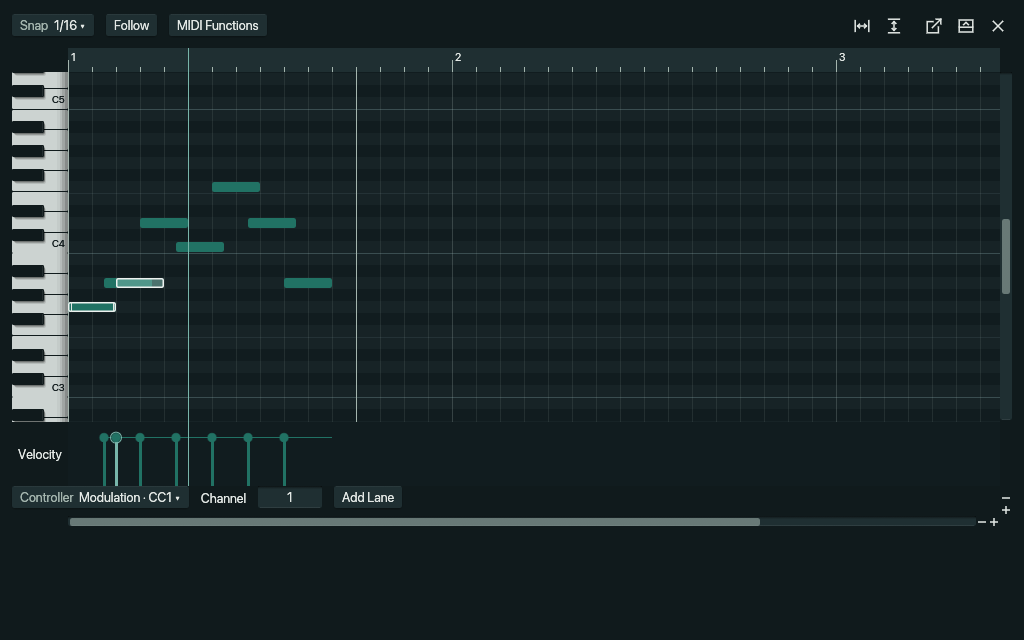 Snap 1/16 Follow MIDI Functions
1 2 3
C5
C4
C3
Velocity
Controller Modulation · CC1 Channel 1 Add Lane